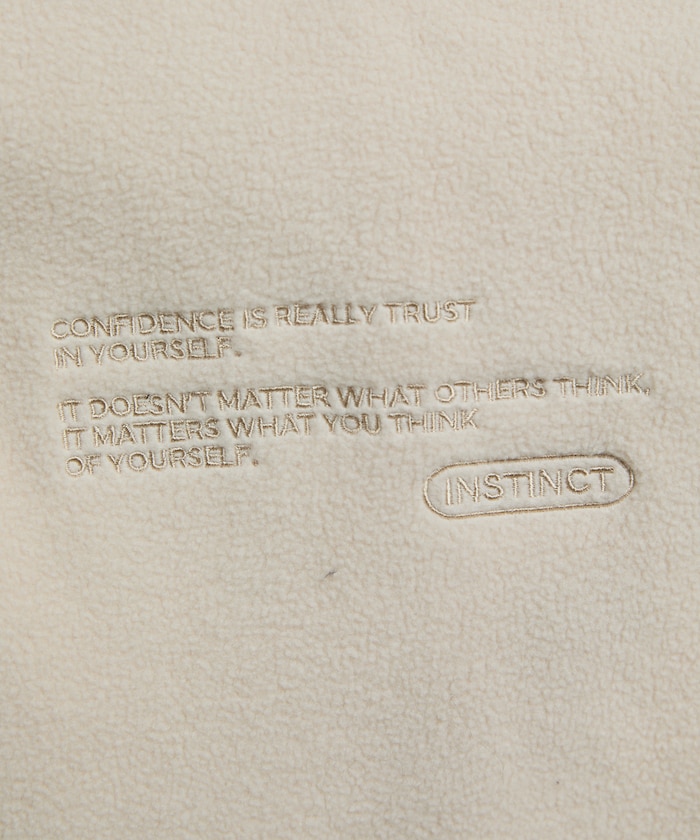 CONFIDENCE IS REALLY TRUST
IN YOURSELF.
IT DOESN'T MATTER WHAT OTHERS THINK,
IT MATTERS WHAT YOU THINK
OF YOURSELF.
INSTINCT